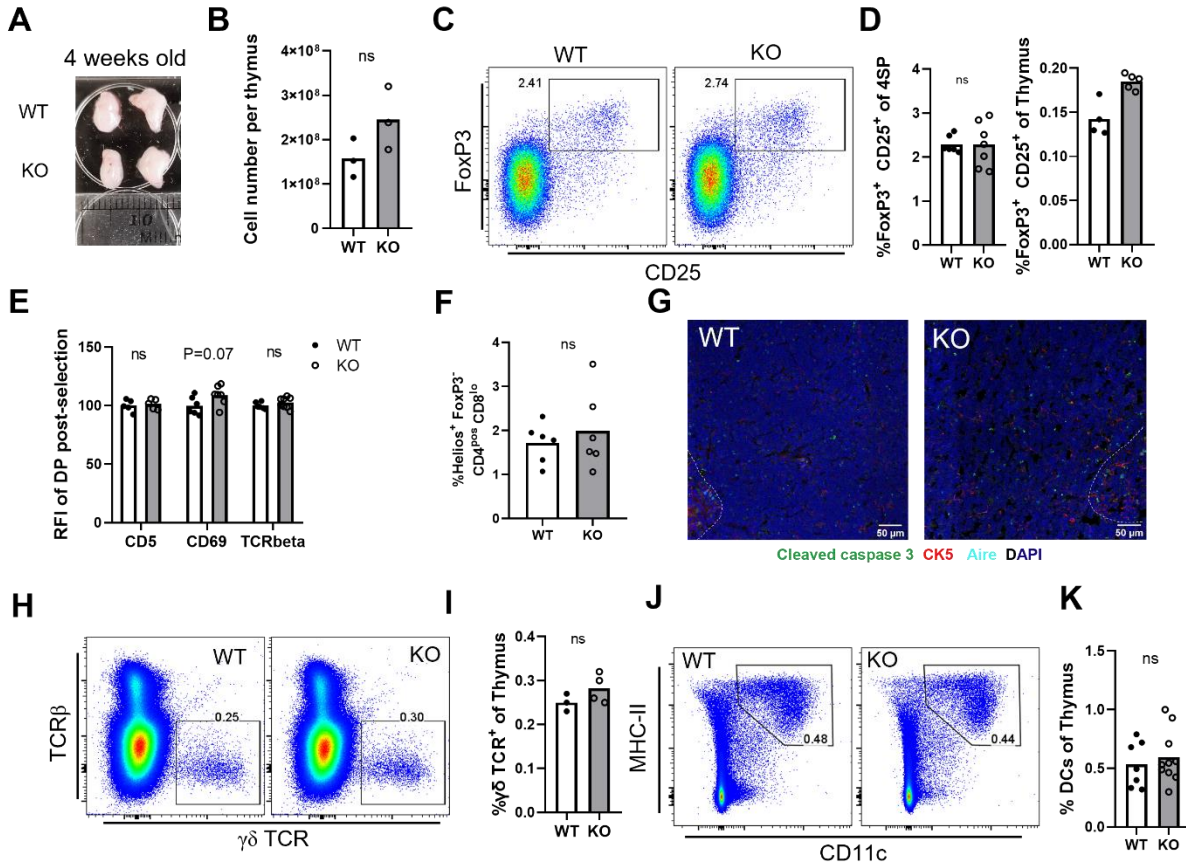 A
4 weeks old
WT
KO
10
B
Cell number per thymus
4×10⁸
3×10⁸
2×10⁸
1×10⁸
0
ns
WT KO
C
WT
KO
2.41
2.74
FoxP3
CD25
D
%FoxP3⁺ CD25⁺ of 4SP
6
4
2
0
ns
WT KO
%FoxP3⁺ CD25⁺ of Thymus
0.20
0.15
0.10
0.05
0.00
WT KO
E
RFI of DP post-selection
150
100
50
0
ns
P=0.07
ns
WT
KO
CD5 CD69 TCRbeta
F
%Helios⁺ FoxP3⁻
CD4ᵖᵒˢ CD8ˡᵒ
4
3
2
1
0
ns
WT KO
G
WT
KO
50 µm
50 µm
Cleaved caspase 3 CK5 Aire DAPI
H
WT
KO
0.25
0.30
TCRβ
γδ TCR
I
%γδ TCR⁺ of Thymus
0.4
0.3
0.2
0.1
0.0
ns
WT KO
J
WT
KO
0.48
0.44
MHC-II
CD11c
K
% DCs of Thymus
1.5
1.0
0.5
0.0
ns
WT KO